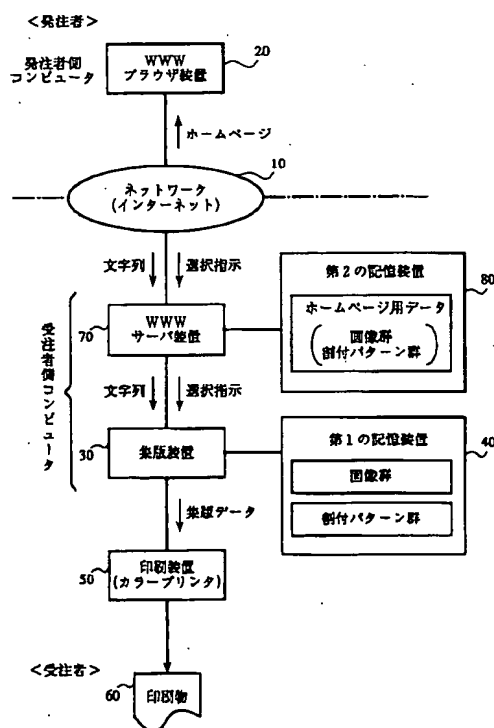 <発注者>
発注者側
コンピュータ
WWW
ブラウザ装置
20
ホームページ
10
ネットワーク
(インターネット)
文字列
選択指示
受注者側コンピュータ
70
WWW
サーバ装置
第2の記憶装置
80
ホームページ用データ
画像群
割付パターン群
文字列
選択指示
30
集版装置
第1の記憶装置
40
画像群
割付パターン群
集版データ
50
印刷装置
(カラープリンタ)
<受注者>
60
印刷物